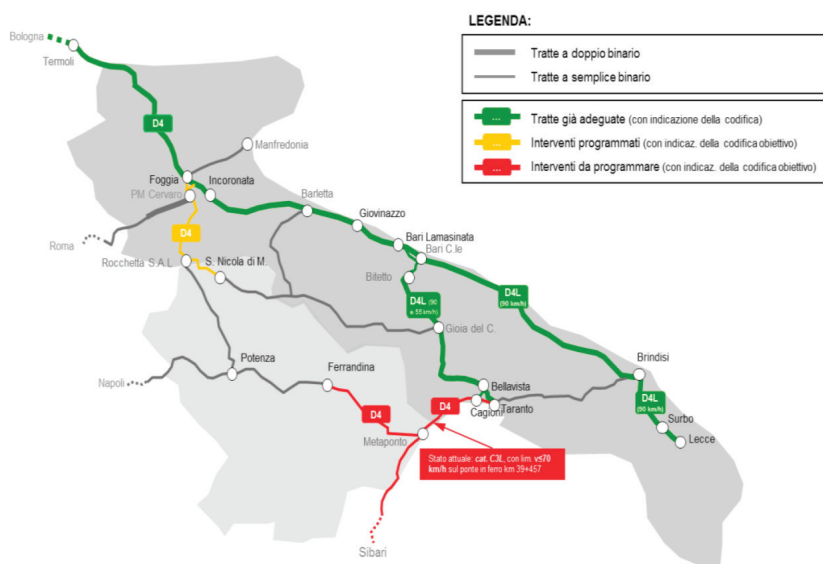 LEGENDA:
Tratte a doppio binario
Tratte a semplice binario
... Tratte già adeguate (con indicazione della codifica)
... Interventi programmati (con indicaz. della codifica obiettivo)
... Interventi da programmare (con indicaz. della codifica obiettivo)
Bologna
Termoli
D4
Manfredonia
Foggia
Incoronata
PM Cervaro
Barletta
Giovinazzo
D4
Roma
Bari Lamasinata
Bari C.le
Rocchetta S.A.L.
S. Nicola di M.
Bitetto
D4L (90
e 55 km/h)
D4L
(90 km/h)
Gioia del C.
Potenza
Ferrandina
Brindisi
Napoli
Bellavista
D4
D4
Cagioni
Taranto
D4L
(90 km/h)
Surbo
Metaponto
Lecce
Stato attuale: cat. C3L, con lim. v≤70
km/h sul ponte in ferro km 39+457
Sibari